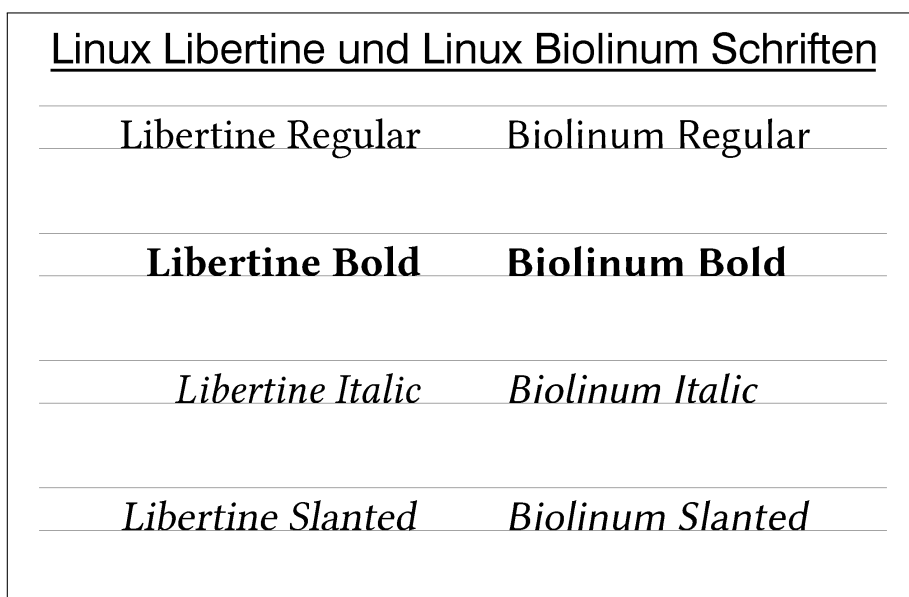 Linux Libertine und Linux Biolinum Schriften
Libertine Regular Biolinum Regular
Libertine Bold Biolinum Bold
Libertine Italic Biolinum Italic
Libertine Slanted Biolinum Slanted